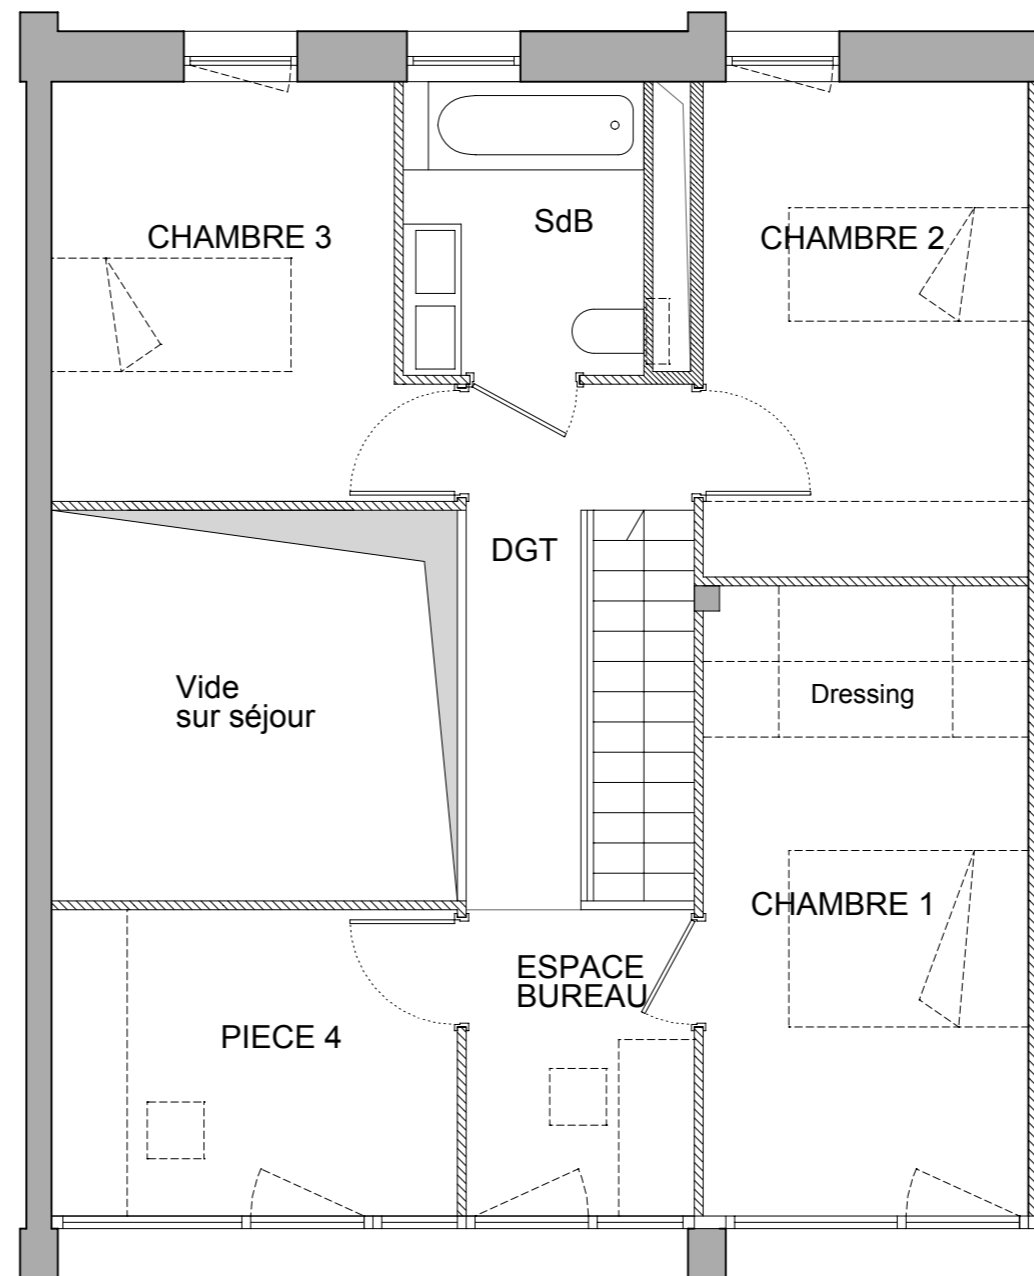 CHAMBRE 3
SdB
CHAMBRE 2
DGT
Vide
sur séjour
Dressing
CHAMBRE 1
ESPACE
BUREAU
PIECE 4